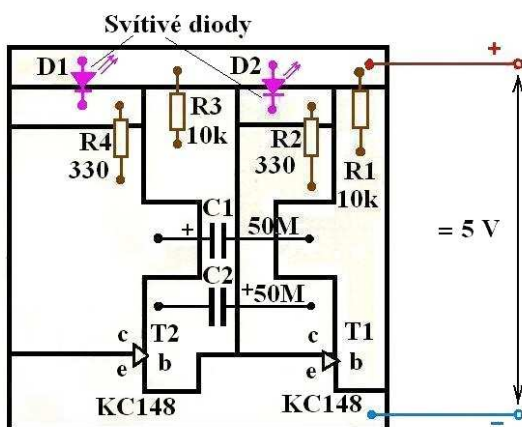 Svítivé diody
D1
D2
+
R3
10k
R4
330
R2
330
R1
10k
C1
+
50M
= 5 V
C2
+50M
c
T2
b
e
KC148
c
T1
b
e
KC148
−